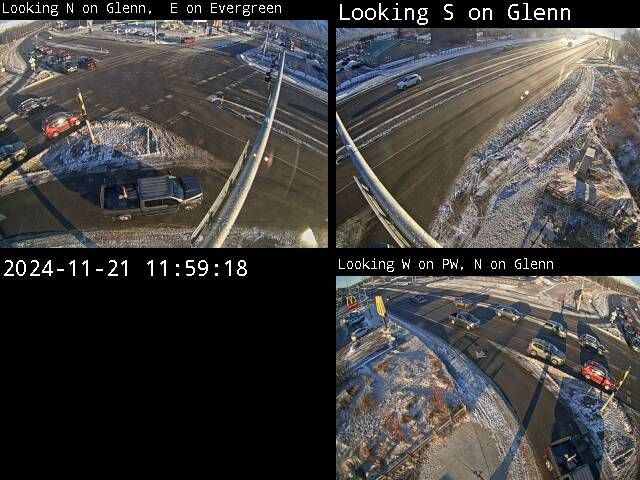 Looking N on Glenn,  E on Evergreen
Looking S on Glenn
2024-11-21 11:59:18
Looking W on PW, N on Glenn